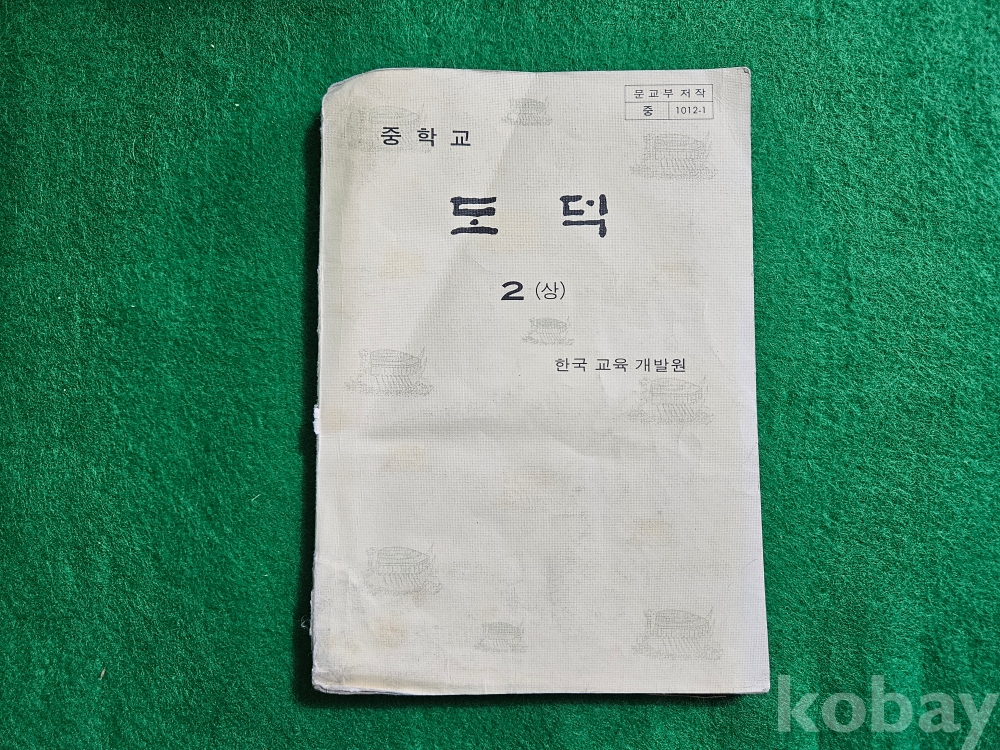 문교부 저작
중 1012-1
중학교
도덕
2 (상)
한국 교육 개발원
kobay